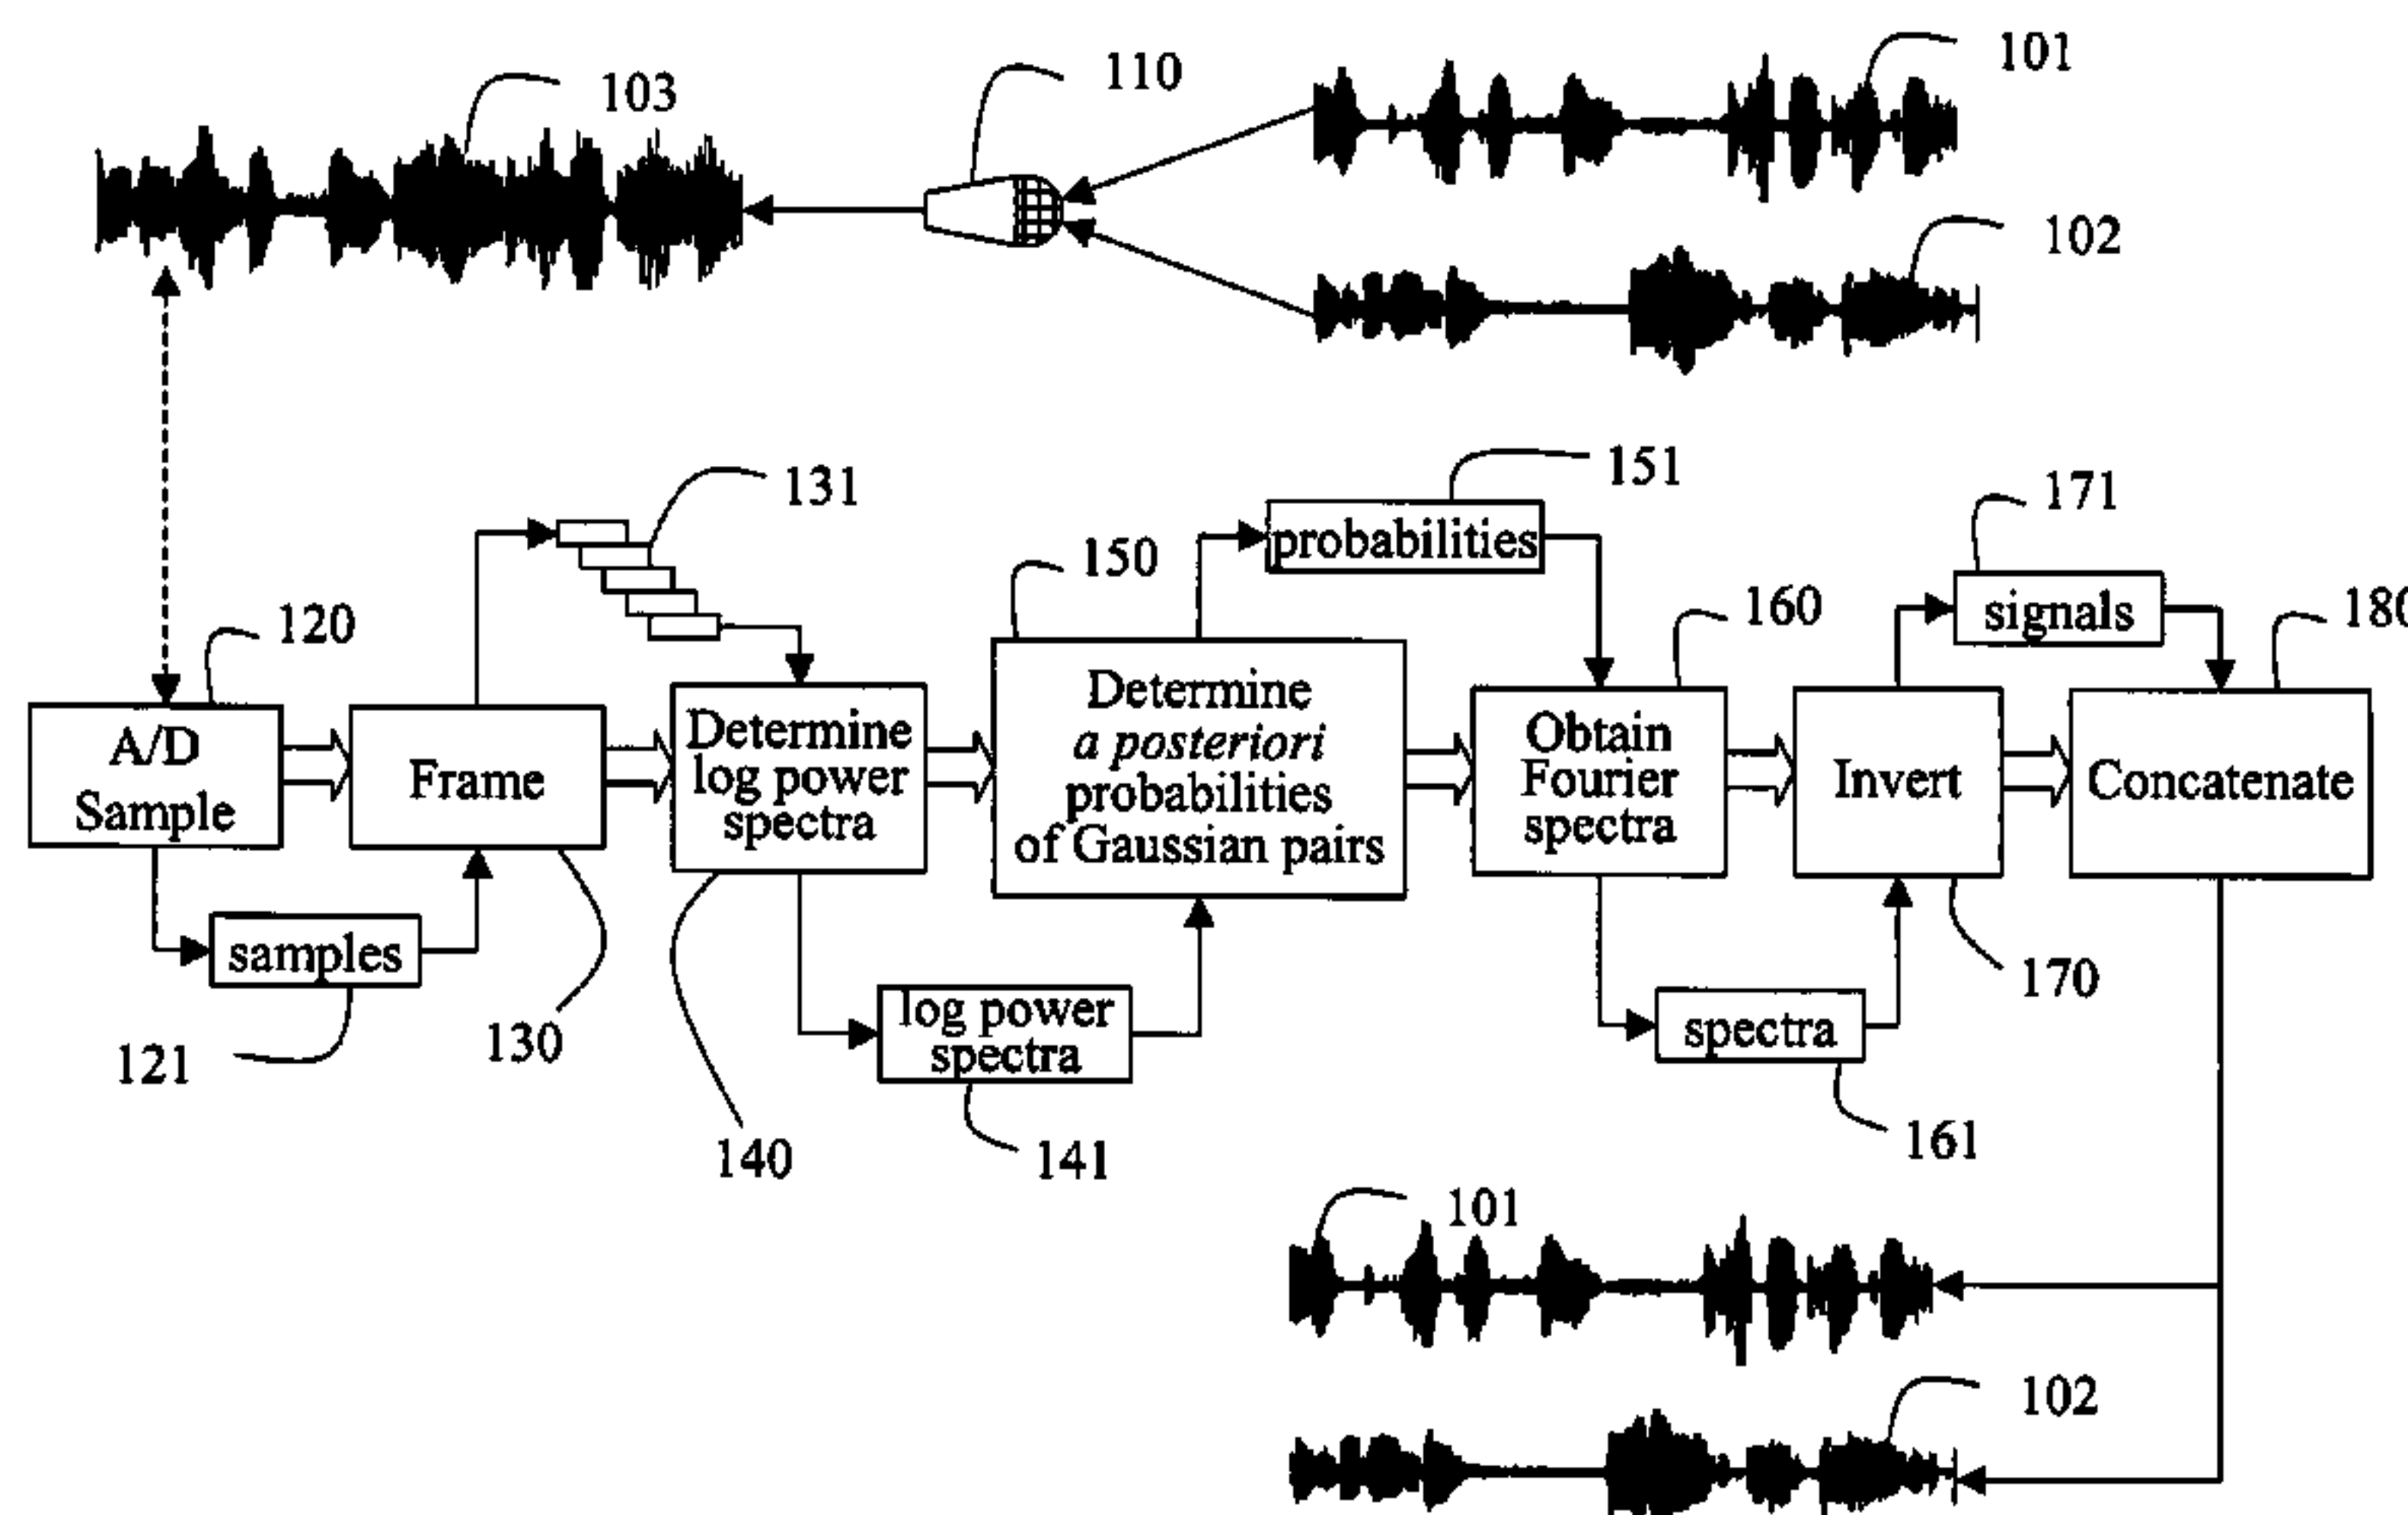 103
110
101
102
131
151
171
150
120
160
180
probabilities
signals
A/D
Sample
Frame
Determine
log power
spectra
Determine
a posteriori
probabilities
of Gaussian pairs
Obtain
Fourier
spectra
Invert
Concatenate
samples
121
130
140
log power
spectra
141
spectra
161
170
101
102